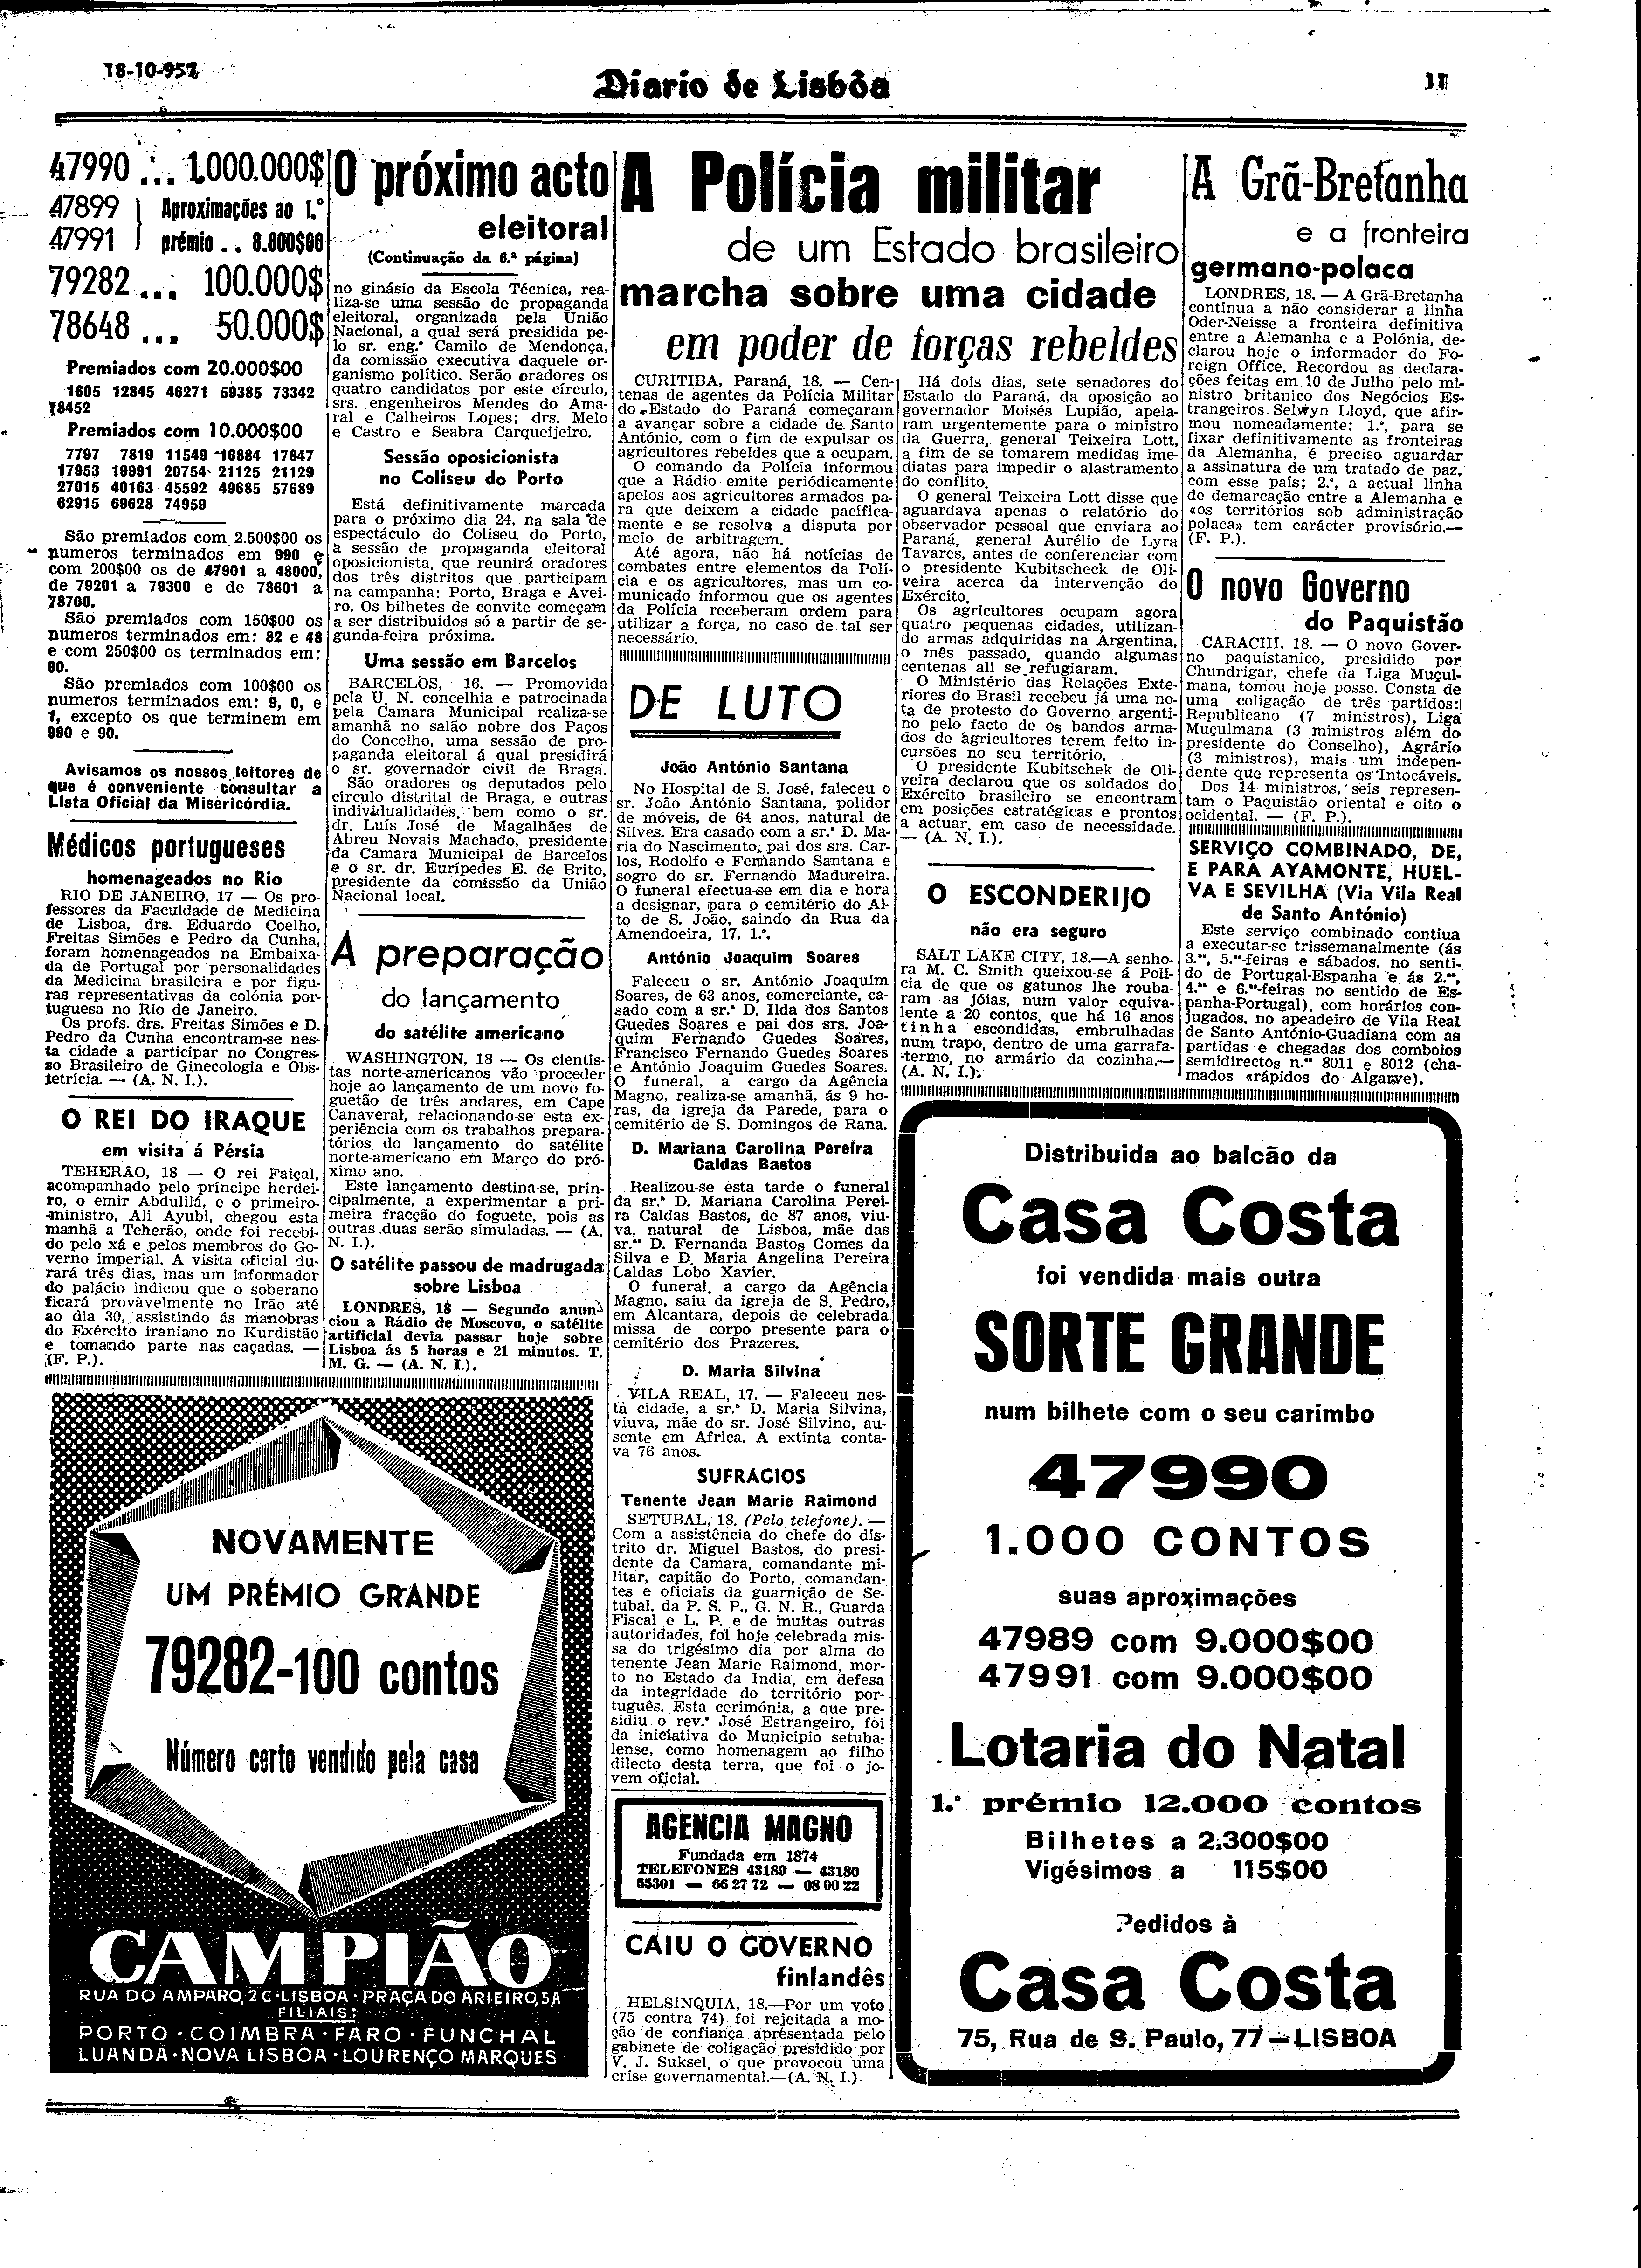 18-10-957
Diario de Lisbôa
11
47990 ... 1.000.000$
47899 } Aproximações ao 1.º
47991 } prémio .. 8.800$00
79282 ... 100.000$
78648 ... 50.000$
Premiados com 20.000$00
1605 12845 46271 59385 73342
78452
Premiados com 10.000$00
7797 7819 11549 16884 17847
17953 19991 20754 21125 21129
27015 40163 45592 49685 57689
62915 69628 74959
São premiados com 2.500$00 os
numeros terminados em 990 e
com 200$00 os de 47901 a 48000,
de 79201 a 79300 e de 78601 a
78700.
São premiados com 150$00 os
numeros terminados em: 82 e 48
e com 250$00 os terminados em:
90.
São premiados com 100$00 os
numeros terminados em: 9, 0, e
1, excepto os que terminem em
990 e 90.
Avisamos os nossos leitores de
que é conveniente consultar a
Lista Oficial da Misericórdia.
Médicos portugueses
homenageados no Rio
RIO DE JANEIRO, 17 — Os pro-
fessores da Faculdade de Medicina
de Lisboa, drs. Eduardo Coelho,
Freitas Simões e Pedro da Cunha,
foram homenageados na Embaixa-
da de Portugal por personalidades
da Medicina brasileira e por figu-
ras representativas da colónia por-
tuguesa no Rio de Janeiro.
Os profs. drs. Freitas Simões e D.
Pedro da Cunha encontram-se nes-
ta cidade a participar no Congres-
so Brasileiro de Ginecologia e Obs-
tetrícia. — (A. N. I.).
O REI DO IRAQUE
em visita á Pérsia
TEHERÃO, 18 — O rei Faiçal,
acompanhado pelo príncipe herdei-
ro, o emir Abdulilá, e o primeiro-
-ministro, Ali Ayubi, chegou esta
manhã a Teherão, onde foi recebi-
do pelo xá e pelos membros do Go-
verno imperial. A visita oficial du-
rará três dias, mas um informador
do palácio indicou que o soberano
ficará provàvelmente no Irão até
ao dia 30, assistindo ás manobras
do Exército iraniano no Kurdistão
e tomando parte nas caçadas. —
(F. P.).
O próximo acto
eleitoral
(Continuação da 6.ª página)
no ginásio da Escola Técnica, rea-
liza-se uma sessão de propaganda
eleitoral, organizada pela União
Nacional, a qual será presidida pe-
lo sr. eng.º Camilo de Mendonça,
da comissão executiva daquele or-
ganismo político. Serão oradores os
quatro candidatos por este círculo,
srs. engenheiros Mendes do Ama-
ral e Calheiros Lopes; drs. Melo
e Castro e Seabra Carqueijeiro.
Sessão oposicionista
no Coliseu do Porto
Está definitivamente marcada
para o próximo dia 24, na sala de
espectáculo do Coliseu do Porto,
a sessão de propaganda eleitoral
oposicionista, que reunirá oradores
dos três distritos que participam
na campanha: Porto, Braga e Avei-
ro. Os bilhetes de convite começam
a ser distribuidos só a partir de se-
gunda-feira próxima.
Uma sessão em Barcelos
BARCELOS, 16. — Promovida
pela U. N. concelhia e patrocinada
pela Camara Municipal realiza-se
amanhã no salão nobre dos Paços
do Concelho, uma sessão de pro-
paganda eleitoral á qual presidirá
o sr. governador civil de Braga.
São oradores os deputados pelo
círculo distrital de Braga, e outras
individualidades, bem como o sr.
dr. Luís José de Magalhães de
Abreu Novais Machado, presidente
da Camara Municipal de Barcelos
e o sr. dr. Eurípedes E. de Brito,
presidente da comissão da União
Nacional local.
A preparação
do lançamento
do satélite americano
WASHINGTON, 18 — Os cientis-
tas norte-americanos vão proceder
hoje ao lançamento de um novo fo-
guetão de três andares, em Cape
Canaveral, relacionando-se esta ex-
periência com os trabalhos prepara-
tórios do lançamento do satélite
norte-americano em Março do pró-
ximo ano.
Este lançamento destina-se, prin-
cipalmente, a experimentar a pri-
meira fracção do foguete, pois as
outras duas serão simuladas. — (A.
N. I.).
O satélite passou de madrugada
sobre Lisboa
LONDRES, 18 — Segundo anun-
ciou a Rádio de Moscovo, o satélite
artificial devia passar hoje sobre
Lisboa ás 5 horas e 21 minutos. T.
M. G. — (A. N. I.).
NOVAMENTE
UM PRÉMIO GRANDE
79282-100 contos
Número certo vendido pela casa
CAMPIÃO
RUA DO AMPARO, 2 C · LISBOA · PRAÇA DO ARIEIRO, 5A
FILIAIS:
PORTO · COIMBRA · FARO · FUNCHAL
LUANDA · NOVA LISBOA · LOURENÇO MARQUES
A Polícia militar
de um Estado brasileiro
marcha sobre uma cidade
em poder de forças rebeldes
CURITIBA, Paraná, 18. — Cen-
tenas de agentes da Polícia Militar
do Estado do Paraná começaram
a avançar sobre a cidade de Santo
António, com o fim de expulsar os
agricultores rebeldes que a ocupam.
O comando da Polícia informou
que a Rádio emite periódicamente
apelos aos agricultores armados pa-
ra que deixem a cidade pacífica-
mente e se resolva a disputa por
meio de arbitragem.
Até agora, não há notícias de
combates entre elementos da Polí-
cia e os agricultores, mas um co-
municado informou que os agentes
da Polícia receberam ordem para
utilizar a força, no caso de tal ser
necessário.
Há dois dias, sete senadores do
Estado do Paraná, da oposição ao
governador Moisés Lupião, apela-
ram urgentemente para o ministro
da Guerra, general Teixeira Lott,
a fim de se tomarem medidas ime-
diatas para impedir o alastramento
do conflito.
O general Teixeira Lott disse que
aguardava apenas o relatório do
observador pessoal que enviara ao
Paraná, general Aurélio de Lyra
Tavares, antes de conferenciar com
o presidente Kubitscheck de Oli-
veira acerca da intervenção do
Exército.
Os agricultores ocupam agora
quatro pequenas cidades, utilizan-
do armas adquiridas na Argentina,
o mês passado, quando algumas
centenas ali se refugiaram.
O Ministério das Relações Exte-
riores do Brasil recebeu já uma no-
ta de protesto do Governo argenti-
no pelo facto de os bandos arma-
dos de agricultores terem feito in-
cursões no seu território.
O presidente Kubitschek de Oli-
veira declarou que os soldados do
Exército brasileiro se encontram
em posições estratégicas e prontos
a actuar, em caso de necessidade.
— (A. N. I.).
DE LUTO
João António Santana
No Hospital de S. José, faleceu o
sr. João António Santana, polidor
de móveis, de 64 anos, natural de
Silves. Era casado com a sr.ª D. Ma-
ria do Nascimento, pai dos srs. Car-
los, Rodolfo e Fernando Santana e
sogro do sr. Fernando Madureira.
O funeral efectua-se em dia e hora
a designar, para o cemitério do Al-
to de S. João, saindo da Rua da
Amendoeira, 17, 1.º.
António Joaquim Soares
Faleceu o sr. António Joaquim
Soares, de 63 anos, comerciante, ca-
sado com a sr.ª D. Ilda dos Santos
Guedes Soares e pai dos srs. Joa-
quim Fernando Guedes Soares,
Francisco Fernando Guedes Soares
e António Joaquim Guedes Soares.
O funeral, a cargo da Agência
Magno, realiza-se amanhã, ás 9 ho-
ras, da igreja da Parede, para o
cemitério de S. Domingos de Rana.
D. Mariana Carolina Pereira
Caldas Bastos
Realizou-se esta tarde o funeral
da sr.ª D. Mariana Carolina Perei-
ra Caldas Bastos, de 87 anos, viu-
va, natural de Lisboa, mãe das
sr.ªs D. Fernanda Bastos Gomes da
Silva e D. Maria Angelina Pereira
Caldas Lobo Xavier.
O funeral, a cargo da Agência
Magno, saiu da igreja de S. Pedro,
em Alcantara, depois de celebrada
missa de corpo presente para o
cemitério dos Prazeres.
D. Maria Silvina
VILA REAL, 17. — Faleceu nes-
ta cidade, a sr.ª D. Maria Silvina,
viuva, mãe do sr. José Silvino, au-
sente em Africa. A extinta conta-
va 76 anos.
SUFRÁGIOS
Tenente Jean Marie Raimond
SETUBAL, 18. (Pelo telefone). —
Com a assistência do chefe do dis-
trito dr. Miguel Bastos, do presi-
dente da Camara, comandante mi-
litar, capitão do Porto, comandan-
tes e oficiais da guarnição de Se-
tubal, da P. S. P., G. N. R., Guarda
Fiscal e L. P. e de muitas outras
autoridades, foi hoje celebrada mis-
sa do trigésimo dia por alma do
tenente Jean Marie Raimond, mor-
to no Estado da India, em defesa
da integridade do território por-
tuguês. Esta cerimónia, a que pre-
sidiu o rev.º José Estrangeiro, foi
da iniciativa do Municipio setuba-
lense, como homenagem ao filho
dilecto desta terra, que foi o jo-
vem oficial.
AGENCIA MAGNO
Fundada em 1874
TELEFONES 43189 — 43180
55301 — 66 27 72 — 08 00 22
CAIU O GOVERNO
finlandês
HELSINQUIA, 18.—Por um voto
(75 contra 74) foi rejeitada a mo-
ção de confiança apresentada pelo
gabinete de coligação presidido por
V. J. Suksel, o que provocou uma
crise governamental.—(A. N. I.).
O ESCONDERIJO
não era seguro
SALT LAKE CITY, 18.—A senho-
ra M. C. Smith queixou-se á Polí-
cia de que os gatunos lhe rouba-
ram as jóias, num valor equiva-
lente a 20 contos, que há 16 anos
tinha escondidas, embrulhadas
num trapo, dentro de uma garrafa-
-termo, no armário da cozinha.—
(A. N. I.).
A Grã-Bretanha
e a fronteira
germano-polaca
LONDRES, 18. — A Grã-Bretanha
continua a não considerar a linha
Oder-Neisse a fronteira definitiva
entre a Alemanha e a Polónia, de-
clarou hoje o informador do Fo-
reign Office. Recordou as declara-
ções feitas em 10 de Julho pelo mi-
nistro britanico dos Negócios Es-
trangeiros Selwyn Lloyd, que afir-
mou nomeadamente: 1.º, para se
fixar definitivamente as fronteiras
da Alemanha, é preciso aguardar
a assinatura de um tratado de paz,
com esse país; 2.º, a actual linha
de demarcação entre a Alemanha e
«os territórios sob administração
polaca» tem carácter provisório.—
(F. P.).
O novo Governo
do Paquistão
CARACHI, 18. — O novo Gover-
no paquistanico, presidido por
Chundrigar, chefe da Liga Muçul-
mana, tomou hoje posse. Consta de
uma coligação de três partidos:
Republicano (7 ministros), Liga
Muçulmana (3 ministros além do
presidente do Conselho), Agrário
(3 ministros), mais um indepen-
dente que representa os Intocáveis.
Dos 14 ministros, seis represen-
tam o Paquistão oriental e oito o
ocidental. — (F. P.).
SERVIÇO COMBINADO, DE,
E PARA AYAMONTE, HUEL-
VA E SEVILHA (Via Vila Real
de Santo António)
Este serviço combinado contiua
a executar-se trissemanalmente (ás
3.ªs, 5.ªs-feiras e sábados, no senti-
do de Portugal-Espanha e ás 2.ªs,
4.ªs e 6.ªs-feiras no sentido de Es-
panha-Portugal), com horários con-
jugados, no apeadeiro de Vila Real
de Santo António-Guadiana com as
partidas e chegadas dos comboios
semidirectos n.ºs 8011 e 8012 (cha-
mados «rápidos do Algarve).
Distribuida ao balcão da
Casa Costa
foi vendida mais outra
SORTE GRANDE
num bilhete com o seu carimbo
47990
1.000 CONTOS
suas aproximações
47989 com 9.000$00
47991 com 9.000$00
Lotaria do Natal
1.º prémio 12.000 contos
Bilhetes a 2.300$00
Vigésimos a 115$00
Pedidos à
Casa Costa
75, Rua de S. Paulo, 77—LISBOA